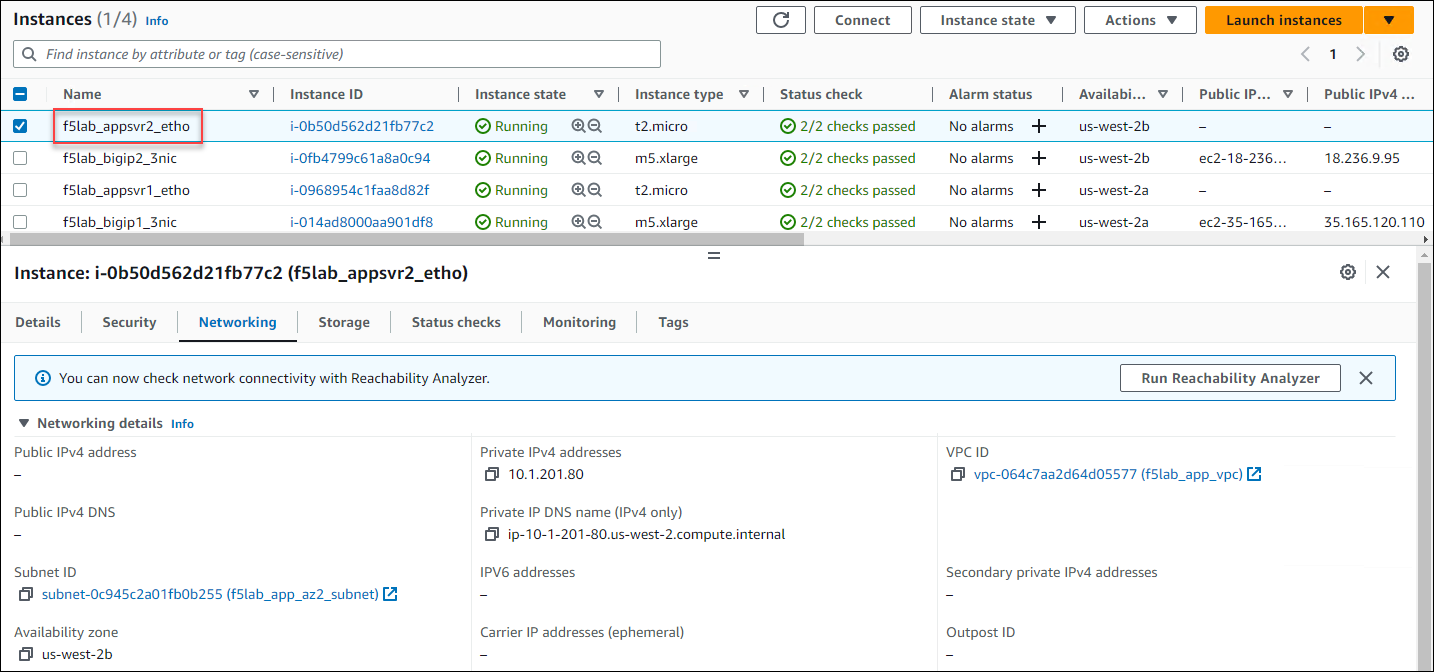 Instances (1/4) Info
Connect Instance state Actions Launch instances
Find instance by attribute or tag (case-sensitive)
1
Name Instance ID Instance state Instance type Status check Alarm status Availabi... Public IP... Public IPv4 ...
f5lab_appsvr2_etho i-0b50d562d21fb77c2 Running t2.micro 2/2 checks passed No alarms + us-west-2b – –
f5lab_bigip2_3nic i-0fb4799c61a8a0c94 Running m5.xlarge 2/2 checks passed No alarms + us-west-2b ec2-18-236... 18.236.9.95
f5lab_appsvr1_etho i-0968954c1faa8d82f Running t2.micro 2/2 checks passed No alarms + us-west-2a – –
f5lab_bigip1_3nic i-014ad8000aa901df8 Running m5.xlarge 2/2 checks passed No alarms + us-west-2a ec2-35-165... 35.165.120.110
Instance: i-0b50d562d21fb77c2 (f5lab_appsvr2_etho)
Details Security Networking Storage Status checks Monitoring Tags
You can now check network connectivity with Reachability Analyzer. Run Reachability Analyzer
Networking details Info
Public IPv4 address Private IPv4 addresses VPC ID
– 10.1.201.80 vpc-064c7aa2d64d05577 (f5lab_app_vpc)
Public IPv4 DNS Private IP DNS name (IPv4 only)
– ip-10-1-201-80.us-west-2.compute.internal
Subnet ID IPV6 addresses Secondary private IPv4 addresses
subnet-0c945c2a01fb0b255 (f5lab_app_az2_subnet) – –
Availability zone Carrier IP addresses (ephemeral) Outpost ID
us-west-2b – –